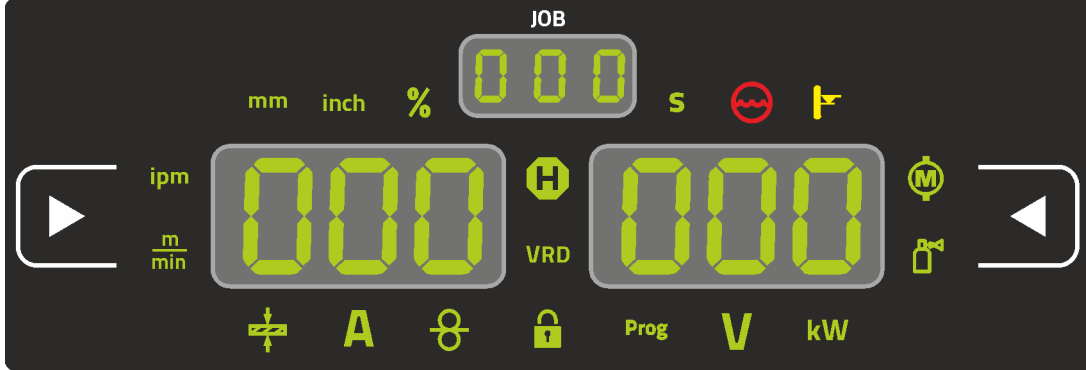 JOB
000
mm inch % s
ipm 000 H 000 M
m/min VRD
A Prog V kW